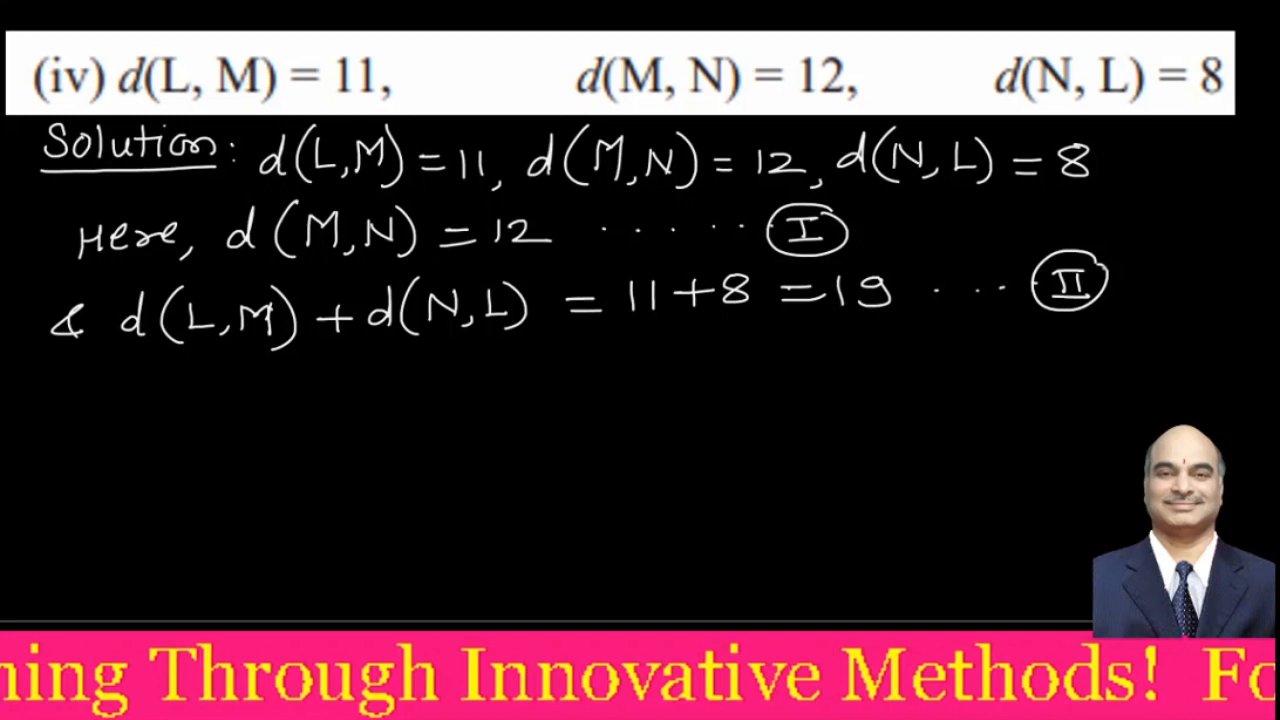 (iv) d(L, M) = 11, d(M, N) = 12, d(N, L) = 8
Solution: d(L,M) = 11, d(M,N) = 12, d(N,L) = 8
Here, d(M,N) = 12 ...... I
& d(L,M) + d(N,L) = 11+8 = 19 .... II
ning Through Innovative Methods! Fo